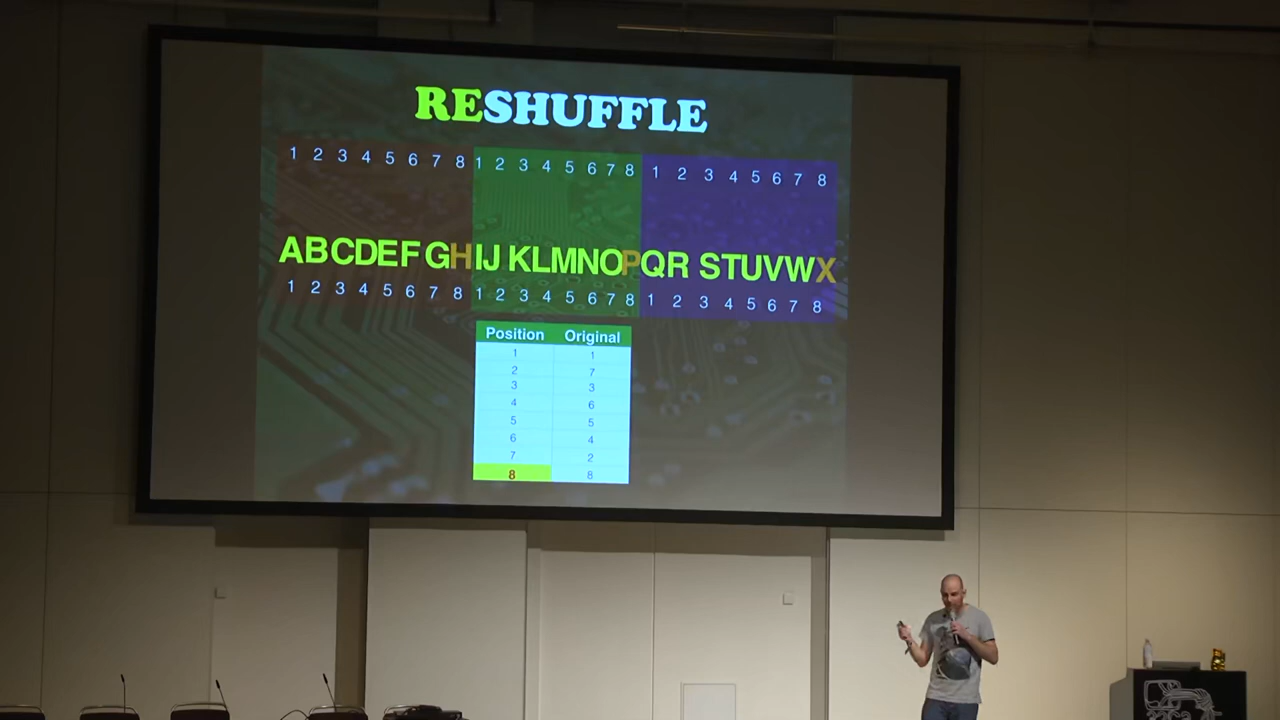 RESHUFFLE
1 2 3 4 5 6 7 8 1 2 3 4 5 6 7 8 1 2 3 4 5 6 7 8
ABCDEFGHIJKLMNOPQRSTUVWX
1 2 3 4 5 6 7 8 1 2 3 4 5 6 7 8 1 2 3 4 5 6 7 8
Position Original
1 1
2 7
3 3
4 6
5 5
6 4
7 2
8 8